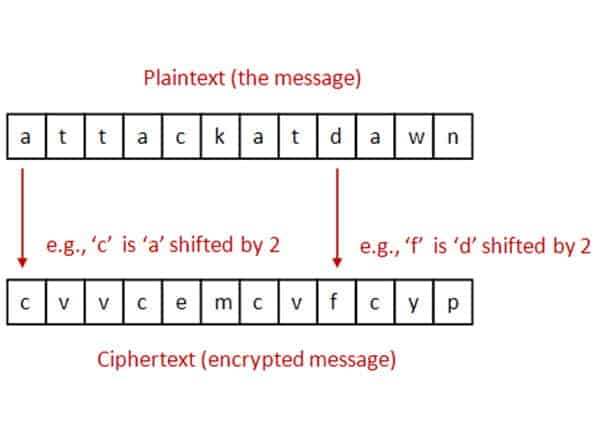 Plaintext (the message)
a t t a c k a t d a w n
e.g., ‘c’ is ‘a’ shifted by 2
e.g., ‘f’ is ‘d’ shifted by 2
c v v c e m c v f c y p
Ciphertext (encrypted message)